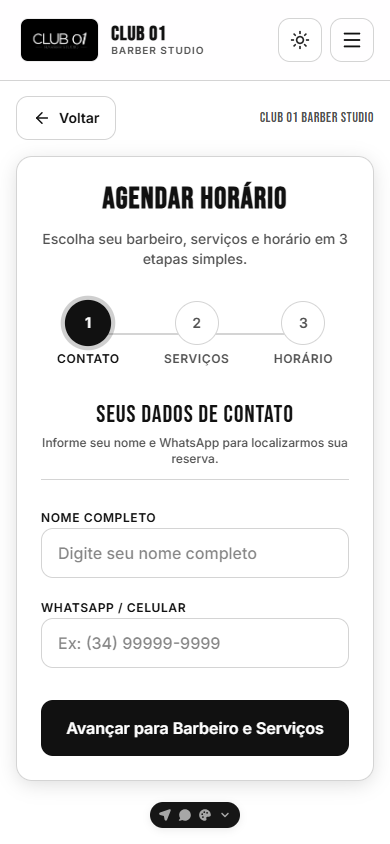 CLUB 01
CLUB 01
BARBER STUDIO
Voltar
CLUB 01 BARBER STUDIO
AGENDAR HORÁRIO
Escolha seu barbeiro, serviços e horário em 3
etapas simples.
1
2
3
CONTATO
SERVIÇOS
HORÁRIO
SEUS DADOS DE CONTATO
Informe seu nome e WhatsApp para localizarmos sua
reserva.
NOME COMPLETO
Digite seu nome completo
WHATSAPP / CELULAR
Ex: (34) 99999-9999
Avançar para Barbeiro e Serviços